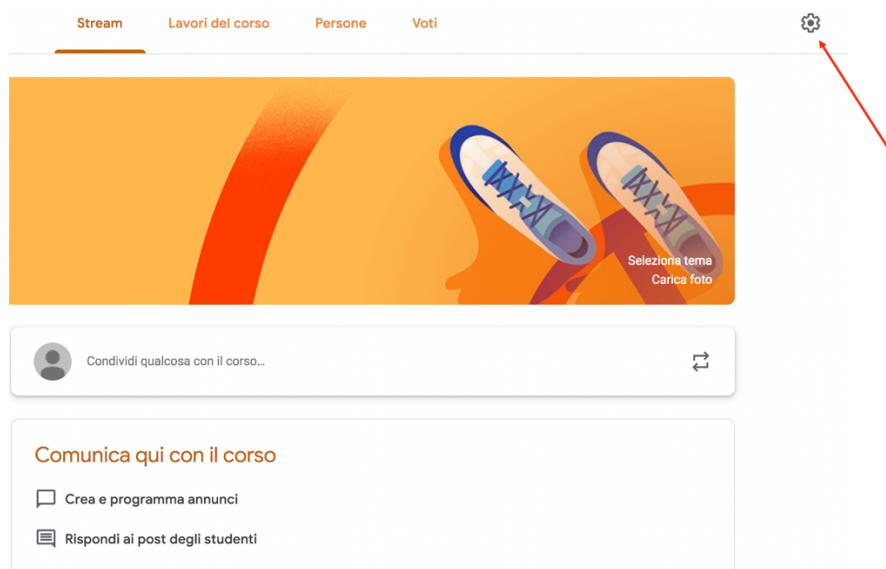 Stream Lavori del corso Persone Voti
Seleziona tema
Carica foto
Condividi qualcosa con il corso...
Comunica qui con il corso
Crea e programma annunci
Rispondi ai post degli studenti